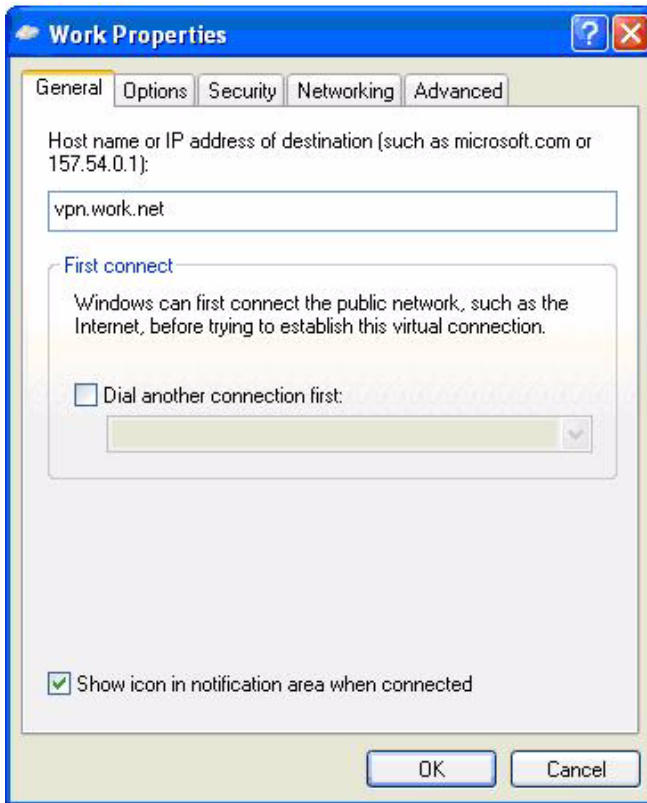 Work Properties
General Options Security Networking Advanced
Host name or IP address of destination (such as microsoft.com or
157.54.0.1):
vpn.work.net
First connect
Windows can first connect the public network, such as the
Internet, before trying to establish this virtual connection.
Dial another connection first:
Show icon in notification area when connected
OK Cancel